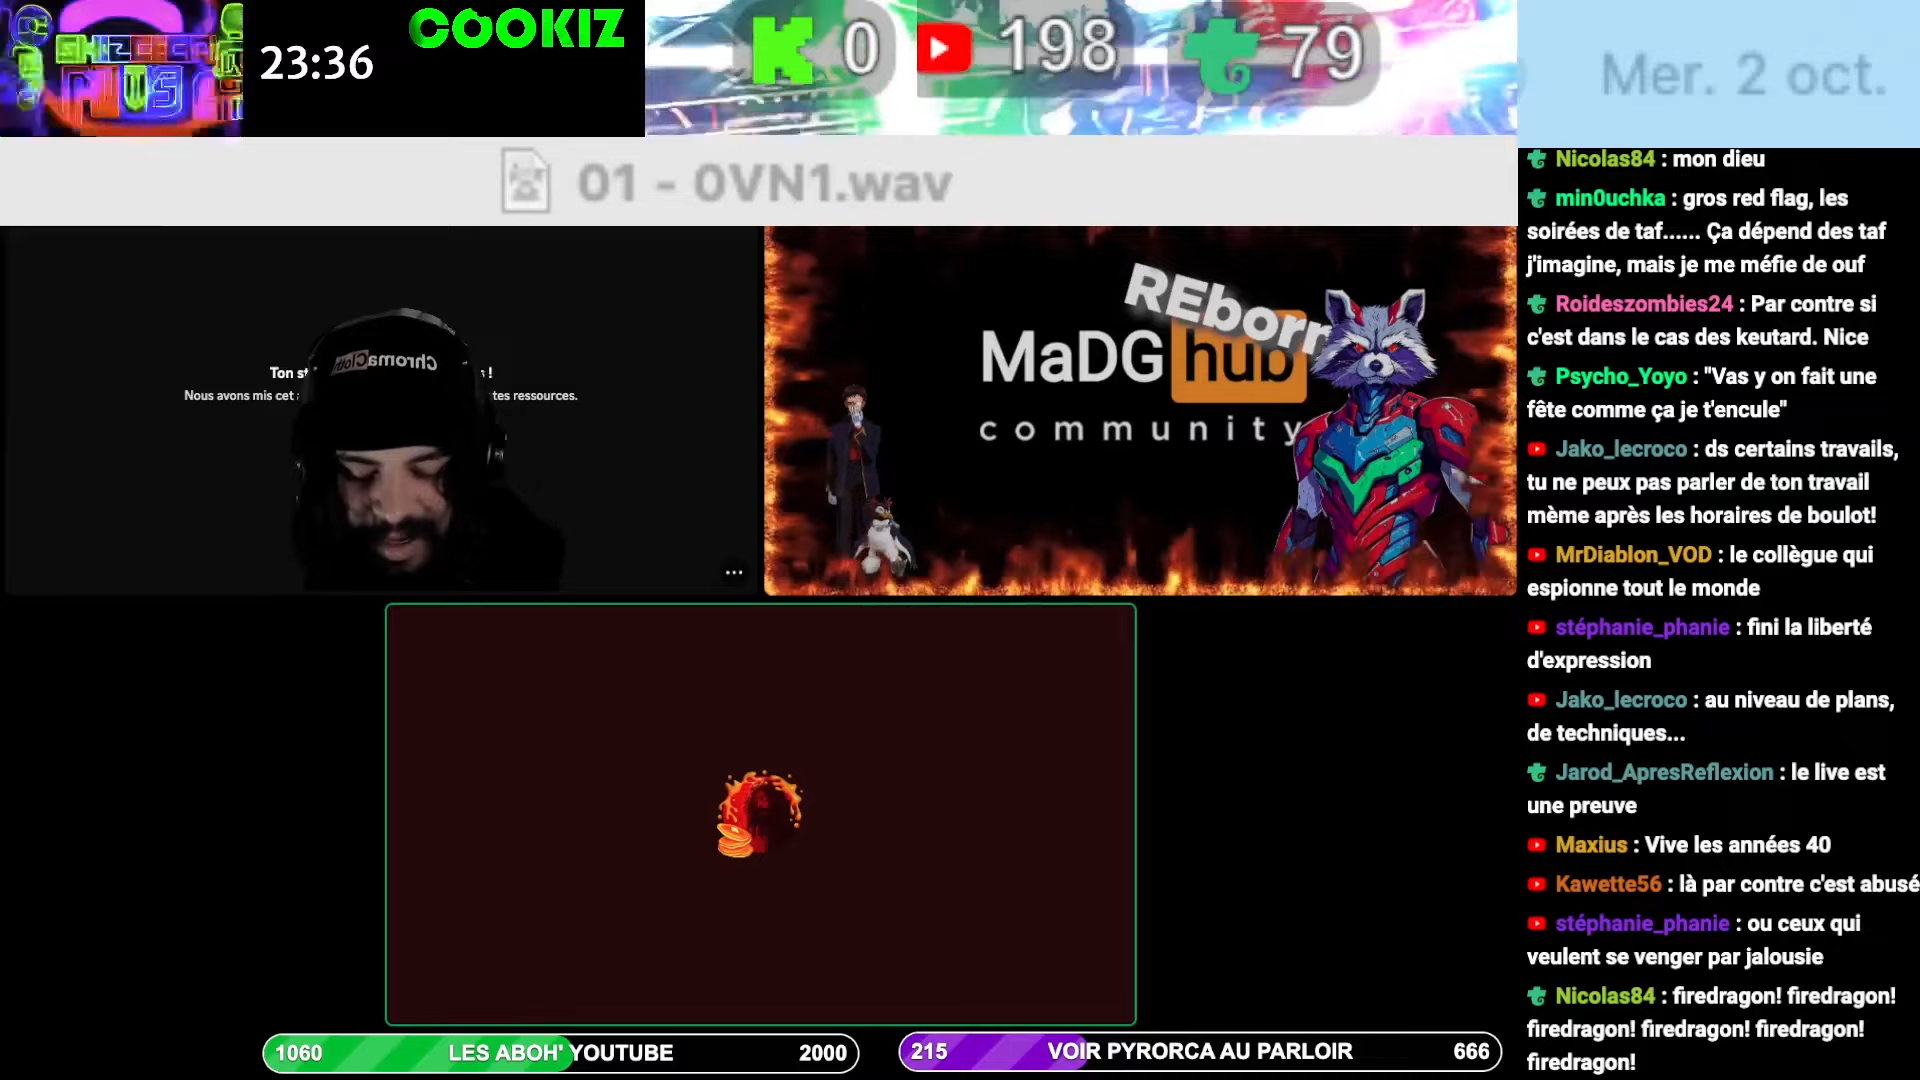 23:36
COOKIZ
0
198
79
Mer. 2 oct.
01 - 0VN1.wav
Ton st
!
Nous avons mis cet
tes ressources.
ChromaCloth
REborn
MaDG hub
community
Nicolas84 : mon dieu
min0uchka : gros red flag, les
soirées de taf...... Ça dépend des taf
j'imagine, mais je me méfie de ouf
Roideszombies24 : Par contre si
c'est dans le cas des keutard. Nice
Psycho_Yoyo : "Vas y on fait une
fête comme ça je t'encule"
Jako_lecroco : ds certains travails,
tu ne peux pas parler de ton travail
mème après les horaires de boulot!
MrDiablon_VOD : le collègue qui
espionne tout le monde
stéphanie_phanie : fini la liberté
d'expression
Jako_lecroco : au niveau de plans,
de techniques...
Jarod_ApresReflexion : le live est
une preuve
Maxius : Vive les années 40
Kawette56 : là par contre c'est abusé
stéphanie_phanie : ou ceux qui
veulent se venger par jalousie
Nicolas84 : firedragon! firedragon!
firedragon! firedragon! firedragon!
firedragon!
1060 LES ABOH' YOUTUBE 2000
215 VOIR PYRORCA AU PARLOIR 666